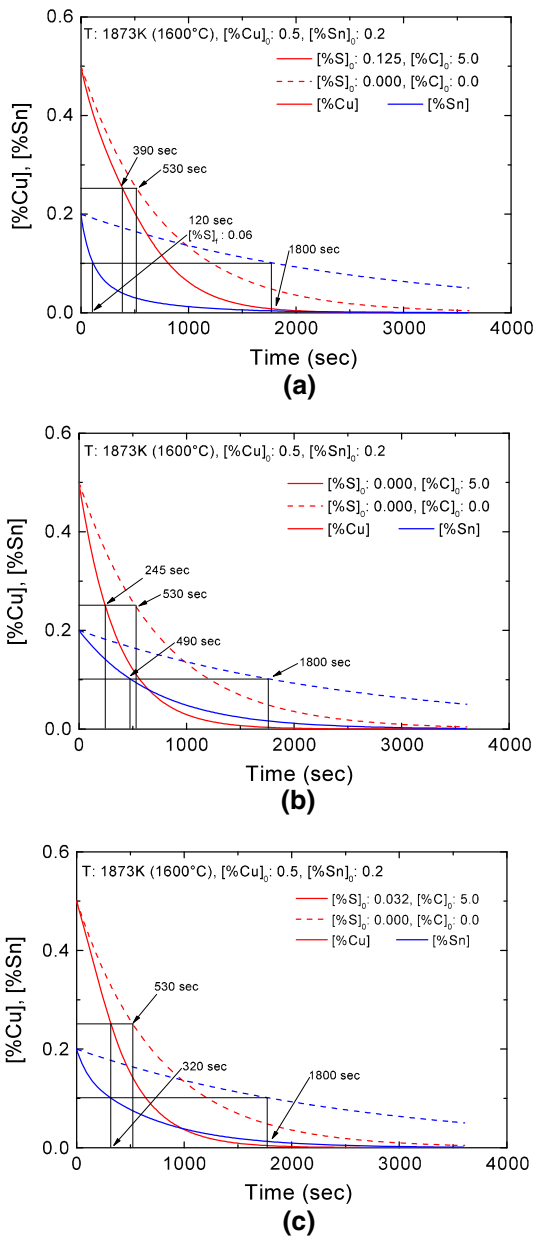 T: 1873K (1600°C), [%Cu]₀: 0.5, [%Sn]₀: 0.2
[%S]₀: 0.125, [%C]₀: 5.0
[%S]₀: 0.000, [%C]₀: 0.0
[%Cu] [%Sn]
0.6
0.4
0.2
0.0
[%Cu], [%Sn]
390 sec
530 sec
120 sec
[%S]f: 0.06
1800 sec
0 1000 2000 3000 4000
Time (sec)
(a)
T: 1873K (1600°C), [%Cu]₀: 0.5, [%Sn]₀: 0.2
[%S]₀: 0.000, [%C]₀: 5.0
[%S]₀: 0.000, [%C]₀: 0.0
[%Cu] [%Sn]
0.6
0.4
0.2
0.0
[%Cu], [%Sn]
245 sec
530 sec
490 sec
1800 sec
0 1000 2000 3000 4000
Time (sec)
(b)
T: 1873K (1600°C), [%Cu]₀: 0.5, [%Sn]₀: 0.2
[%S]₀: 0.032, [%C]₀: 5.0
[%S]₀: 0.000, [%C]₀: 0.0
[%Cu] [%Sn]
0.6
0.4
0.2
0.0
[%Cu], [%Sn]
530 sec
320 sec
1800 sec
0 1000 2000 3000 4000
Time (sec)
(c)